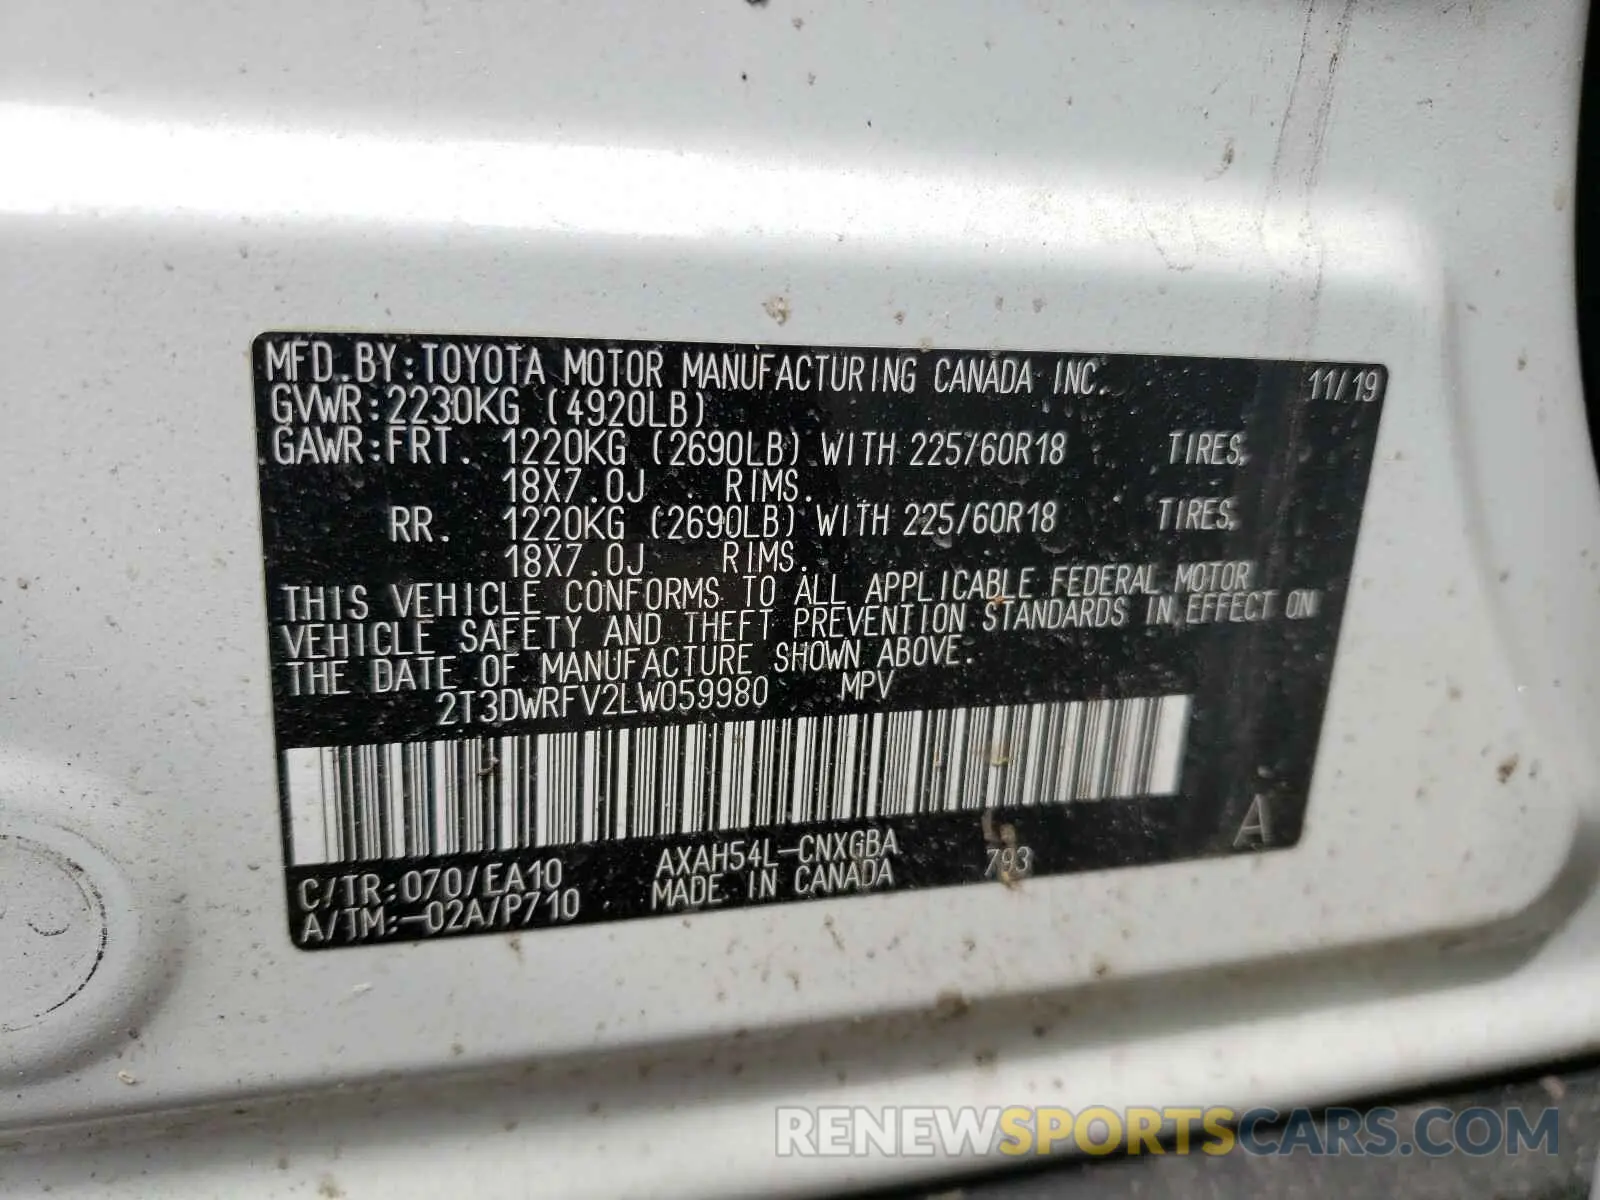 MFD.BY:TOYOTA MOTOR MANUFACTURING CANADA INC. 11/19
GVWR:2230KG (4920LB)
GAWR:FRT. 1220KG (2690LB) WITH 225/60R18 TIRES,
18X7.0J RIMS.
RR. 1220KG (2690LB) WITH 225/60R18 TIRES,
18X7.0J RIMS.
THIS VEHICLE CONFORMS TO ALL APPLICABLE FEDERAL MOTOR
VEHICLE SAFETY AND THEFT PREVENTION STANDARDS IN EFFECT ON
THE DATE OF MANUFACTURE SHOWN ABOVE.
2T3DWRFV2LW059980 MPV
C/TR:070/EA10 AXAH54L-CNXGBA 793 A
A/TM:-02A/P710 MADE IN CANADA
RENEWSPORTSCARS.COM